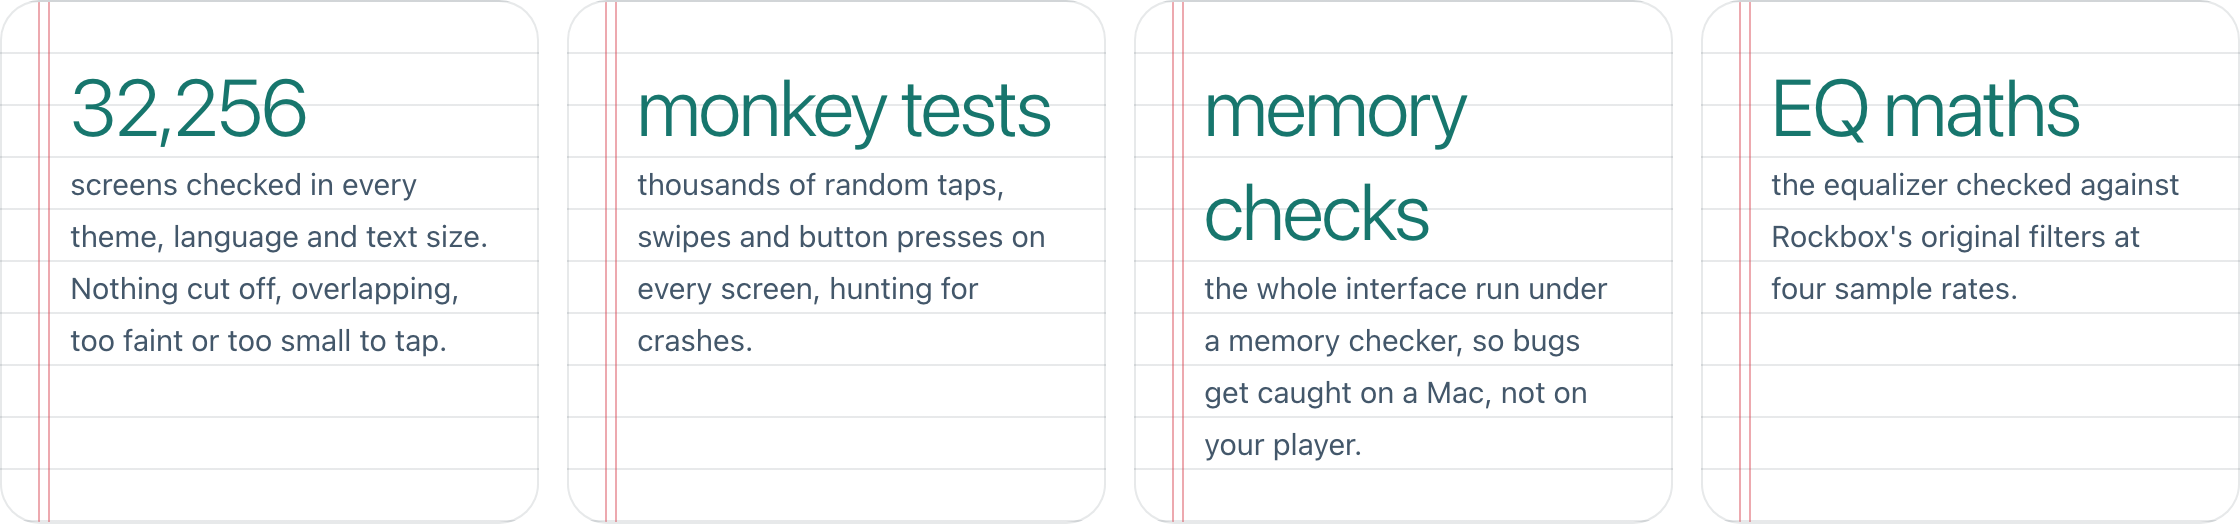 32,256
screens checked in every
theme, language and text size.
Nothing cut off, overlapping,
too faint or too small to tap.
monkey tests
thousands of random taps,
swipes and button presses on
every screen, hunting for
crashes.
memory
checks
the whole interface run under
a memory checker, so bugs
get caught on a Mac, not on
your player.
EQ maths
the equalizer checked against
Rockbox's original filters at
four sample rates.